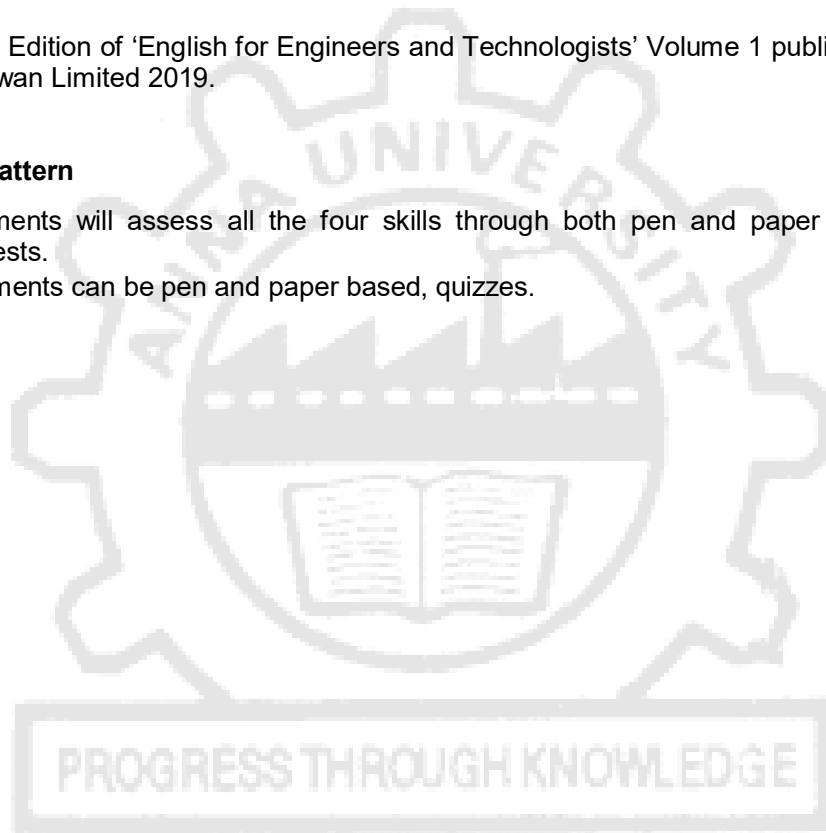 Edition of ‘English for Engineers and Technologists’ Volume 1 publi
wan Limited 2019.
attern
ments will assess all the four skills through both pen and paper
ests.
ments can be pen and paper based, quizzes.
ANNA UNIVERSITY
PROGRESS THROUGH KNOWLEDGE